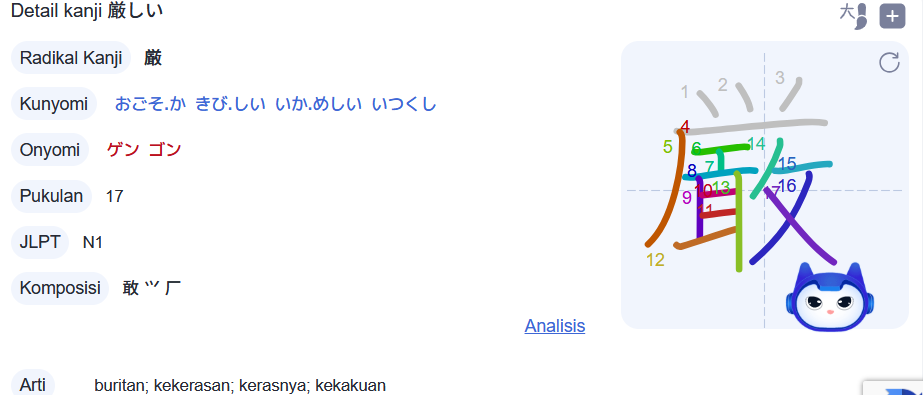 Detail kanji 厳しい
大
Radikal Kanji 厳
Kunyomi おごそ.か きび.しい いか.めしい いつくし
Onyomi ゲン ゴン
Pukulan 17
JLPT N1
Komposisi 敢 ⺍ 厂
Analisis
Arti buritan; kekerasan; kerasnya; kekakuan
1 2 3
4
5 6 14
7 15
8
9 10 13 17 16
11
12